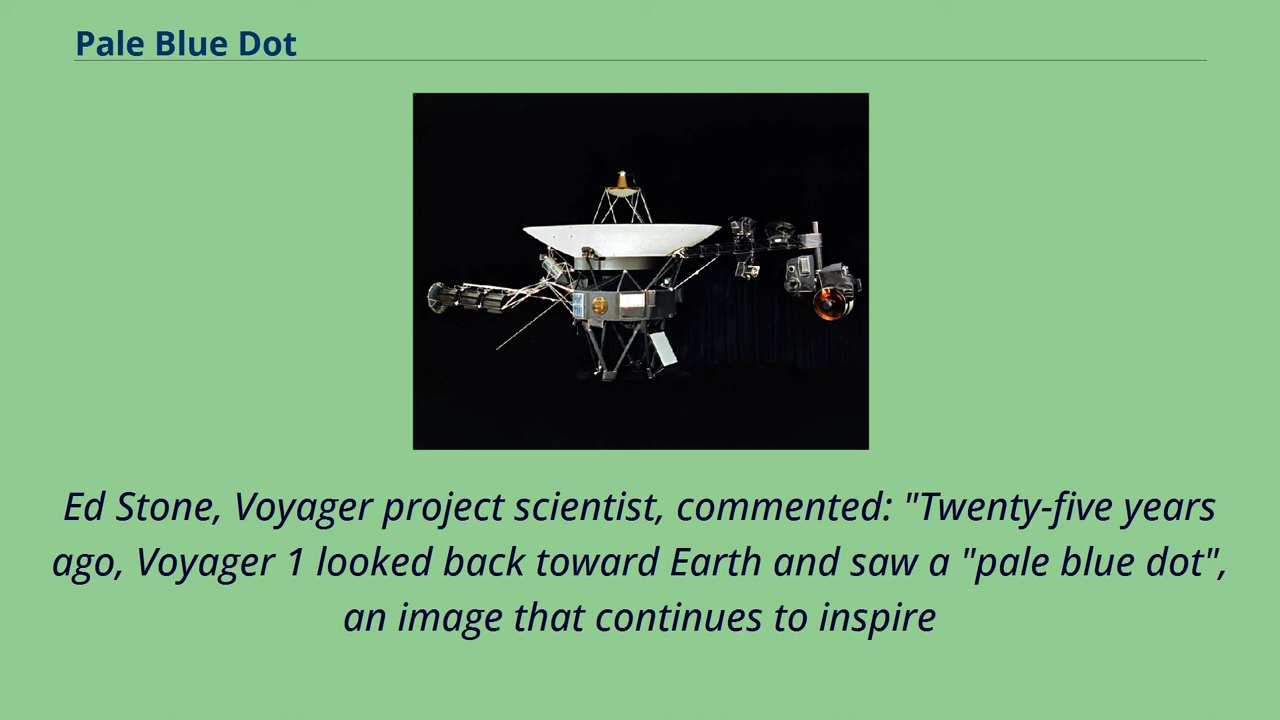 Pale Blue Dot
Ed Stone, Voyager project scientist, commented: "Twenty-five years
ago, Voyager 1 looked back toward Earth and saw a "pale blue dot",
an image that continues to inspire